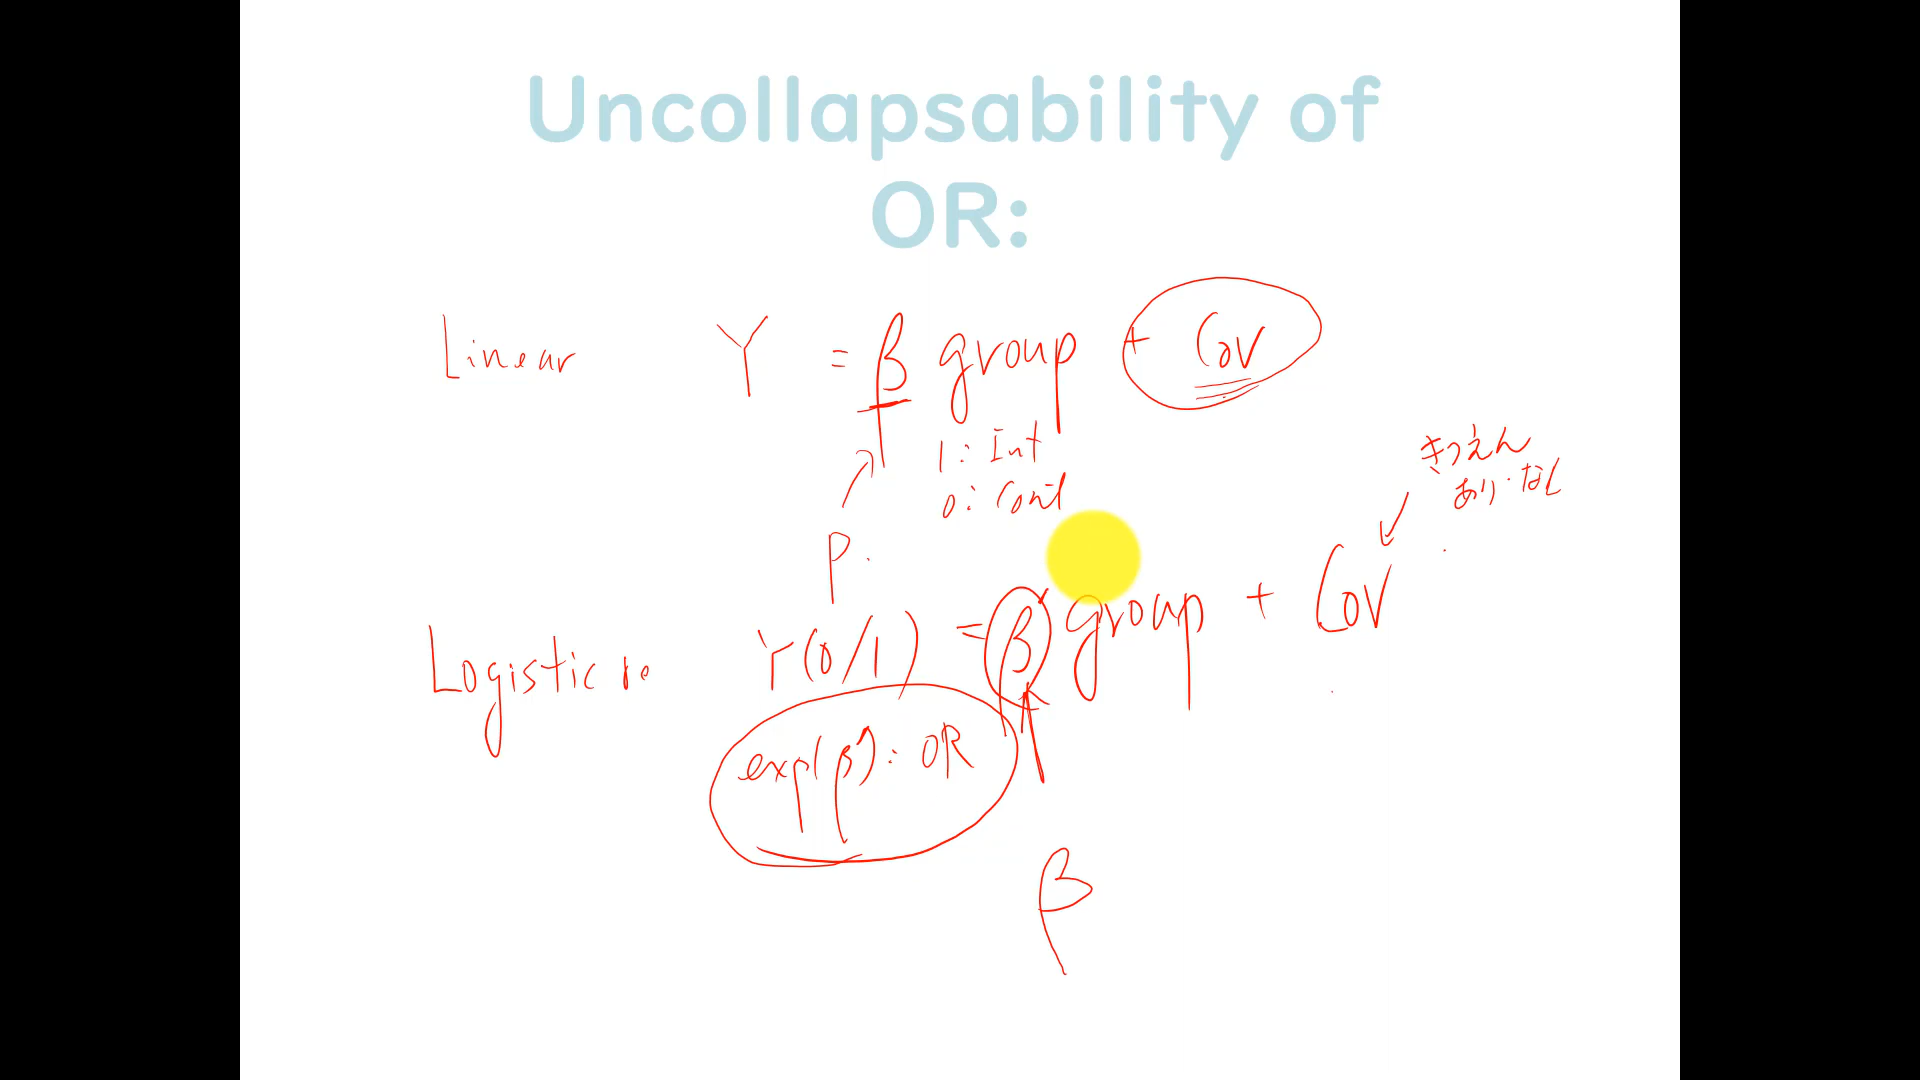 Uncollapsability of
OR:
Linear Y = β group + Cov
1: Int
0: Cont
P.
きつえん
あり・なし
Logistic re Y(0/1) = β group + Cov
exp(β): OR
β